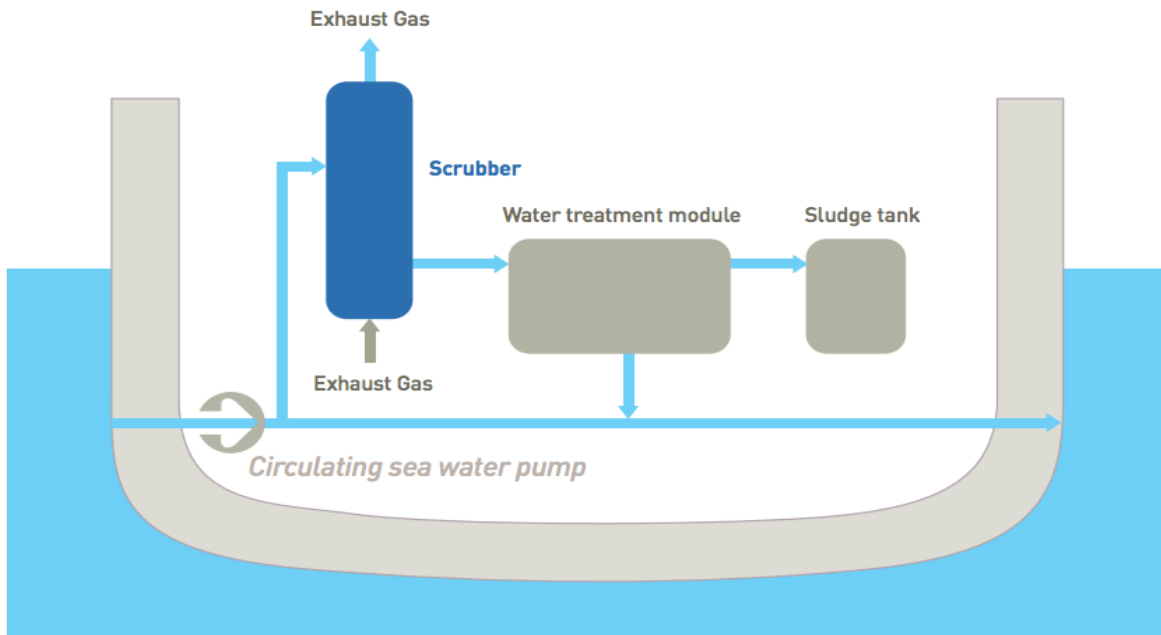 Exhaust Gas
Scrubber
Water treatment module
Sludge tank
Exhaust Gas
Circulating sea water pump